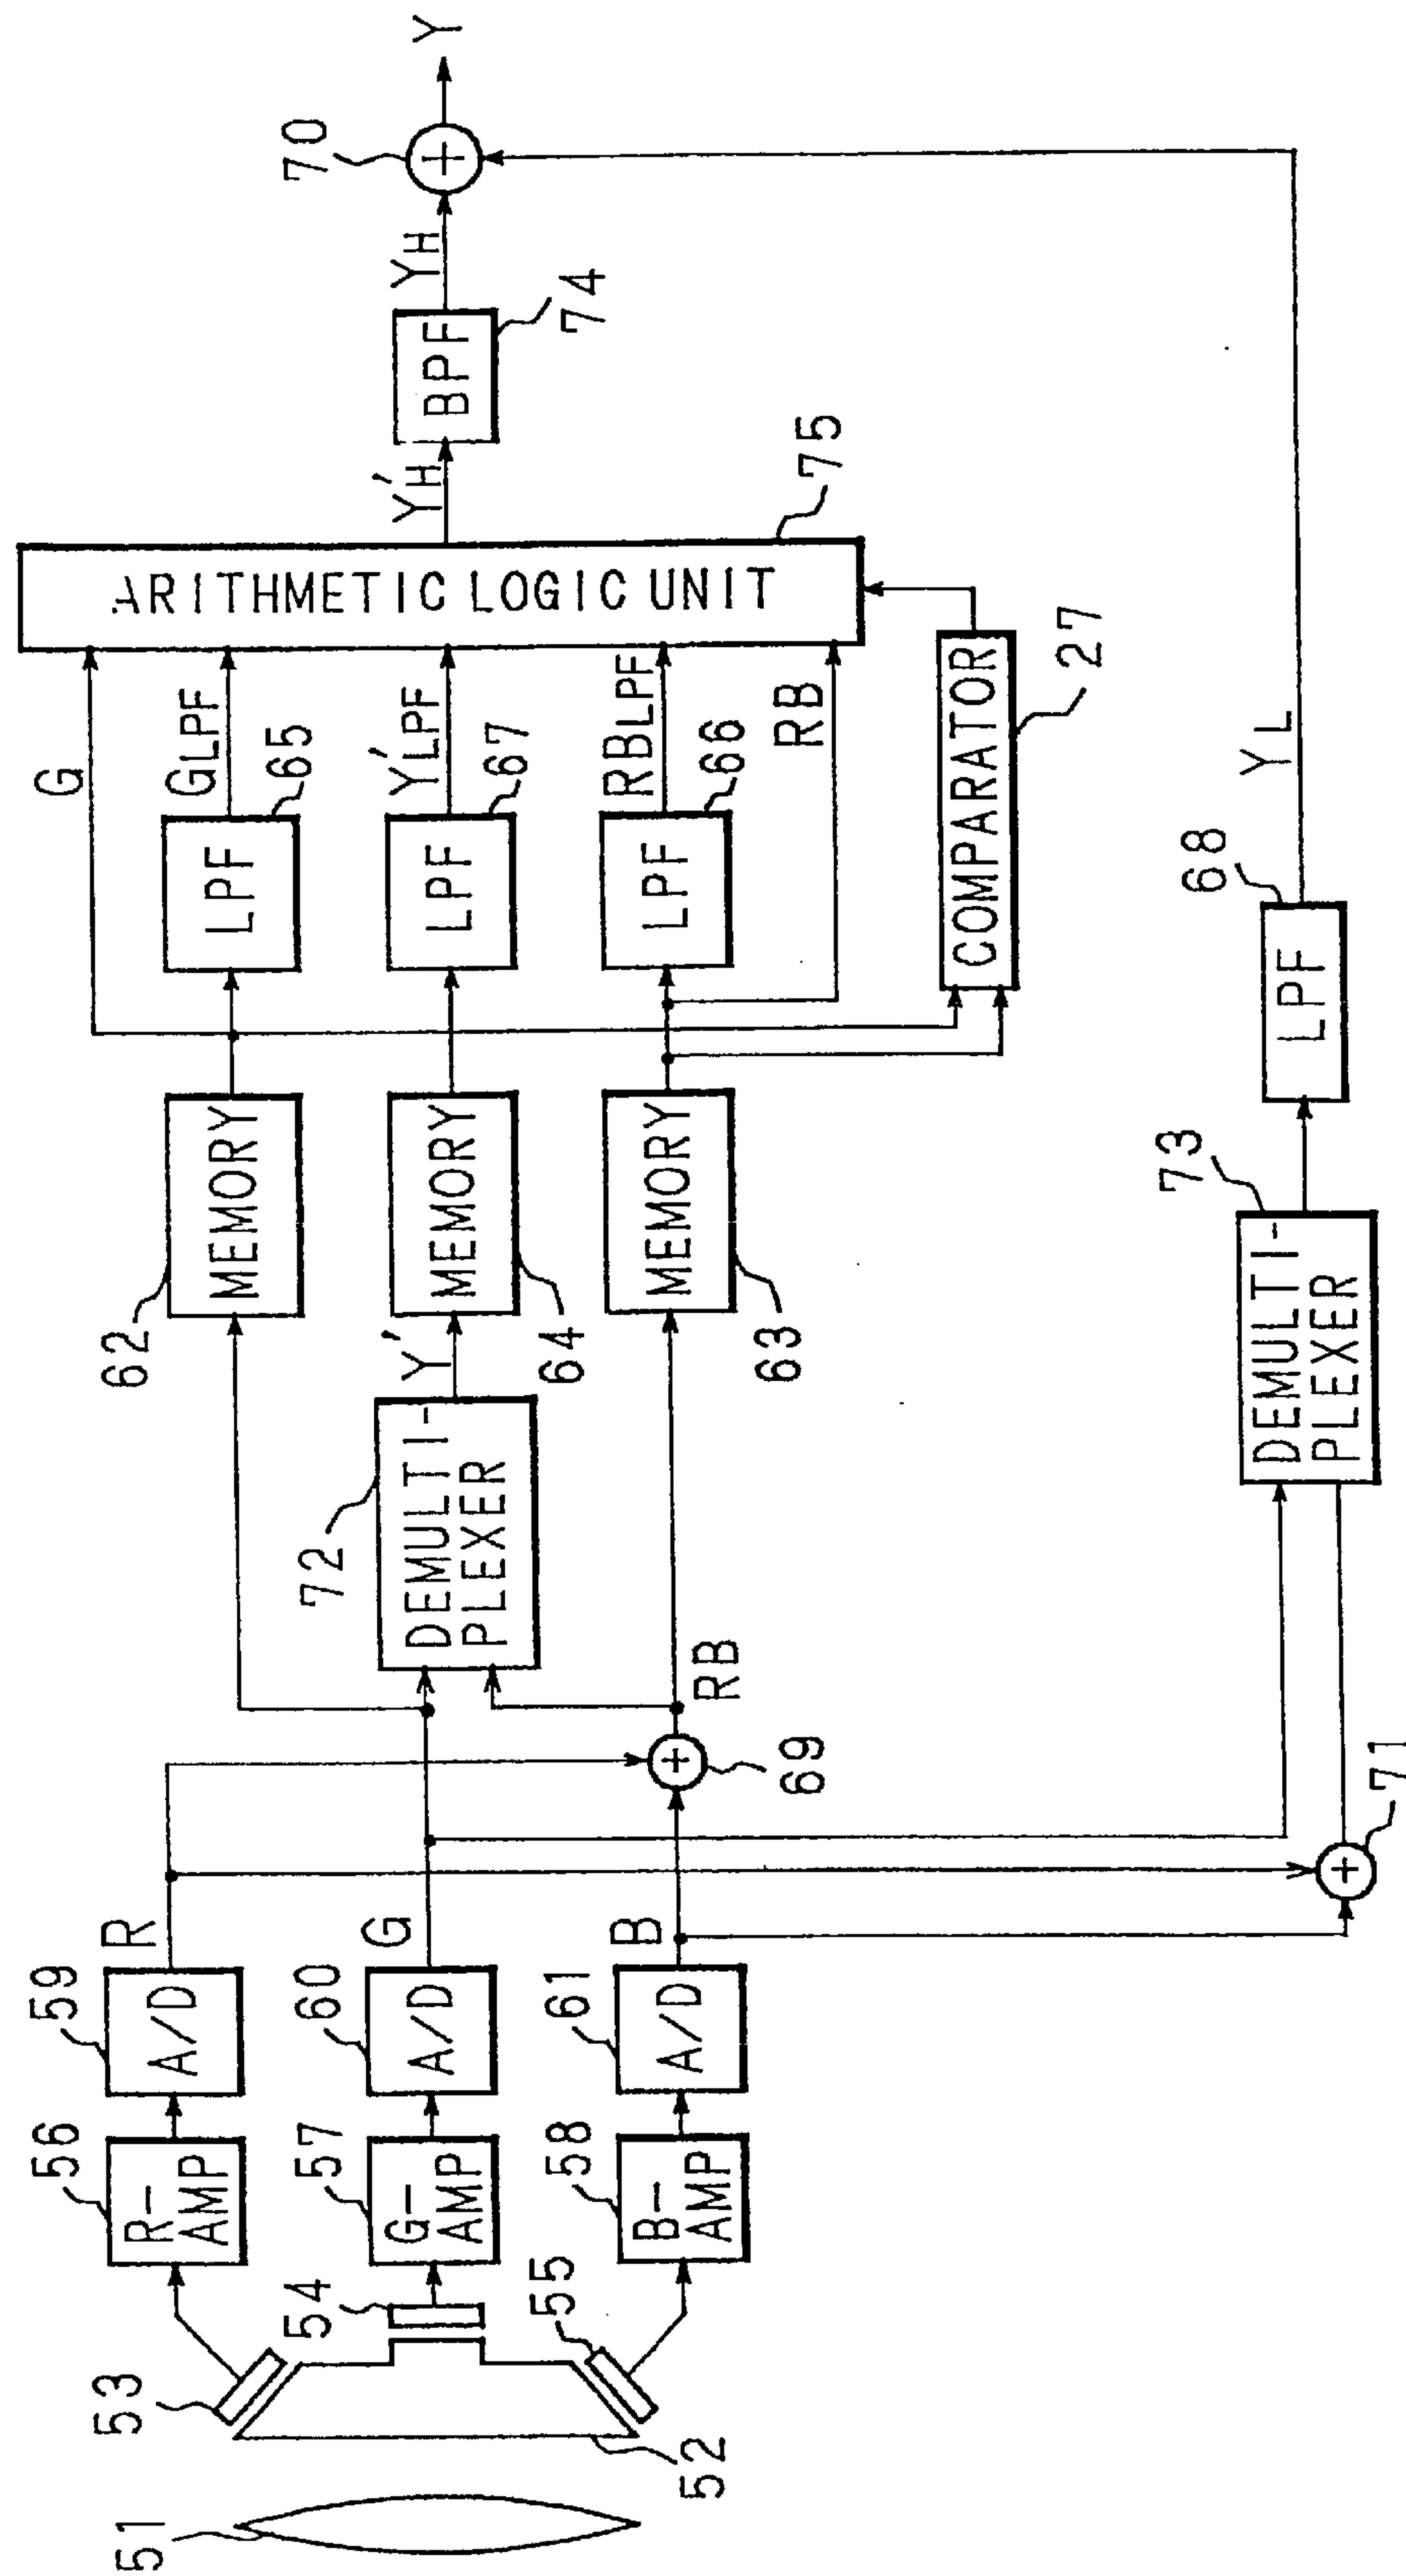 51
52
53
54
55
R-
AMP
56
G-
AMP
57
B-
AMP
58
A/D
59
A/D
60
A/D
61
R
G
B
69
RB
71
DEMULTI-
PLEXER
72
Y'
DEMULTI-
PLEXER
73
MEMORY
62
MEMORY
64
MEMORY
63
LPF
65
LPF
67
LPF
66
LPF
68
COMPARATOR
27
G
GLPF
Y'LPF
RBLPF
RB
ARITHMETIC LOGIC UNIT
75
Y'H
BPF
74
YH
YL
70
Y